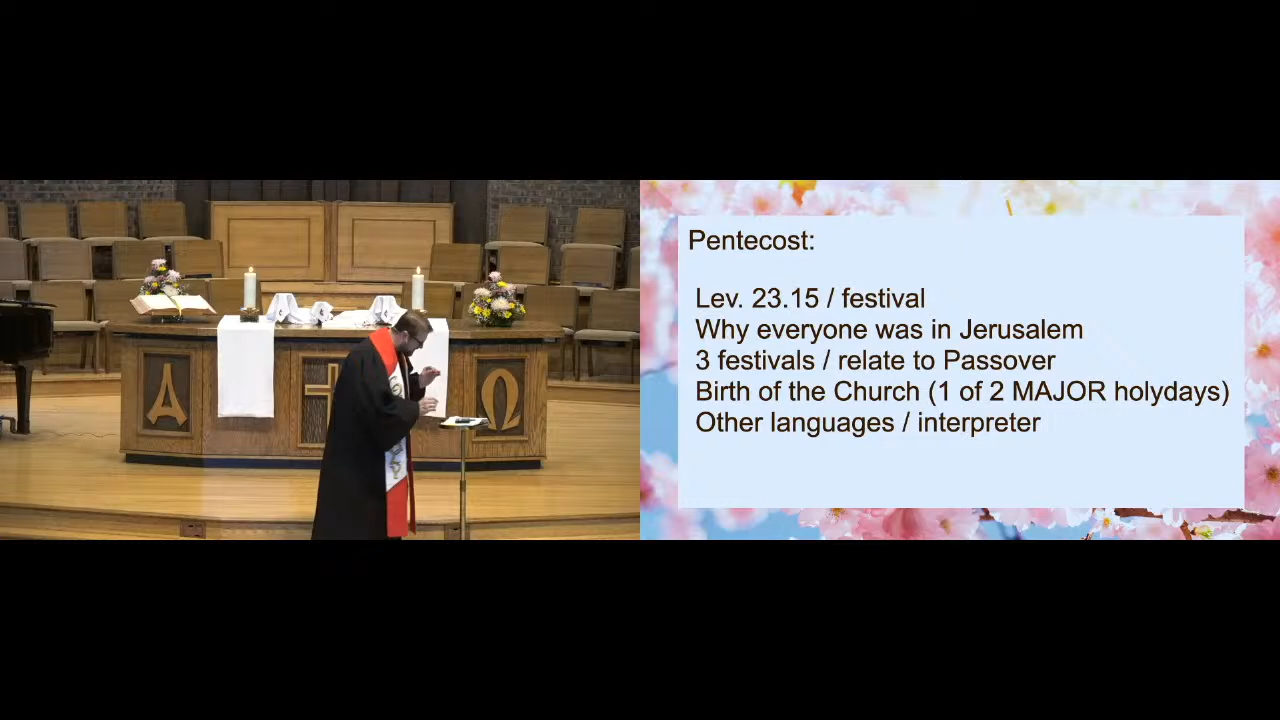 Α Ω
Pentecost:
Lev. 23.15 / festival
Why everyone was in Jerusalem
3 festivals / relate to Passover
Birth of the Church (1 of 2 MAJOR holydays)
Other languages / interpreter